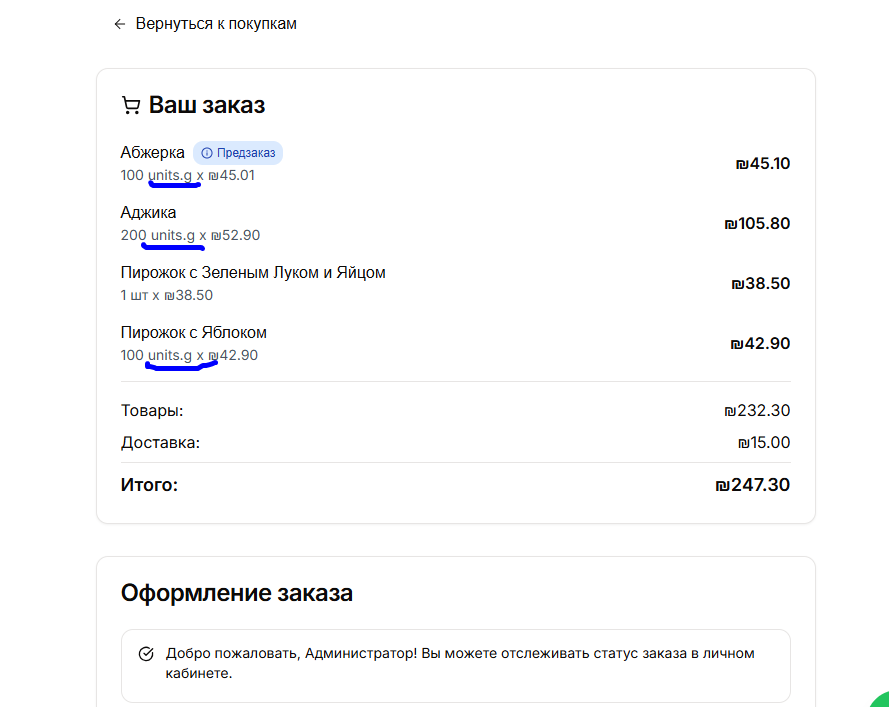 Вернуться к покупкам
Ваш заказ
Абжерка Предзаказ
₪45.10
100 units.g x ₪45.01
Аджика
₪105.80
200 units.g x ₪52.90
Пирожок с Зеленым Луком и Яйцом
₪38.50
1 шт x ₪38.50
Пирожок с Яблоком
₪42.90
100 units.g x ₪42.90
Товары: ₪232.30
Доставка: ₪15.00
Итого: ₪247.30
Оформление заказа
Добро пожаловать, Администратор! Вы можете отслеживать статус заказа в личном
кабинете.